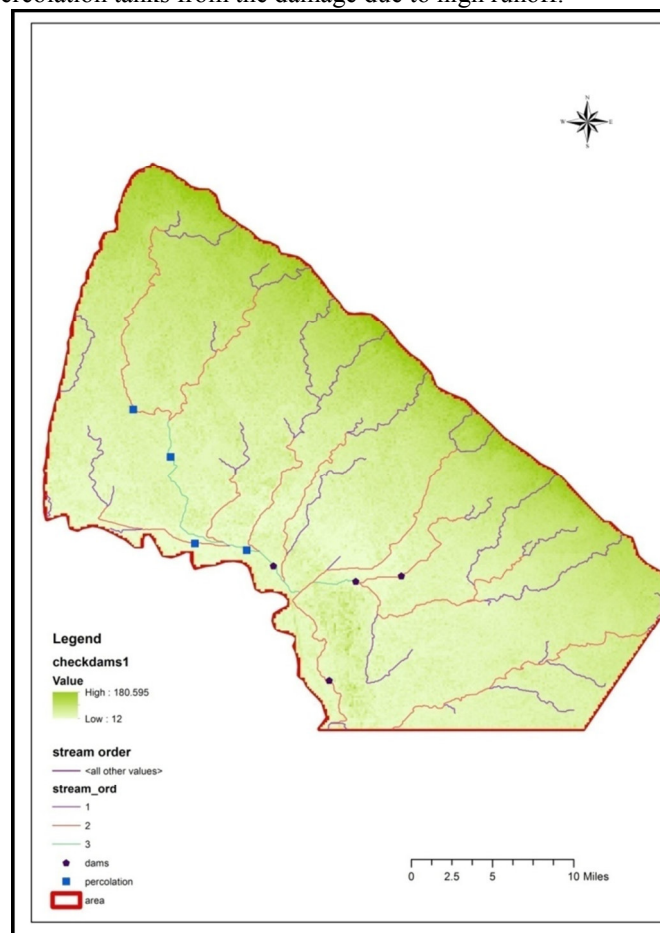 ercolation tanks from the damage due to high runoff.
N
W
E
S
Legend
checkdams1
Value
High : 180.595
Low : 12
stream order
<all other values>
stream_ord
1
2
3
dams
percolation
area
0 2.5 5 10 Miles